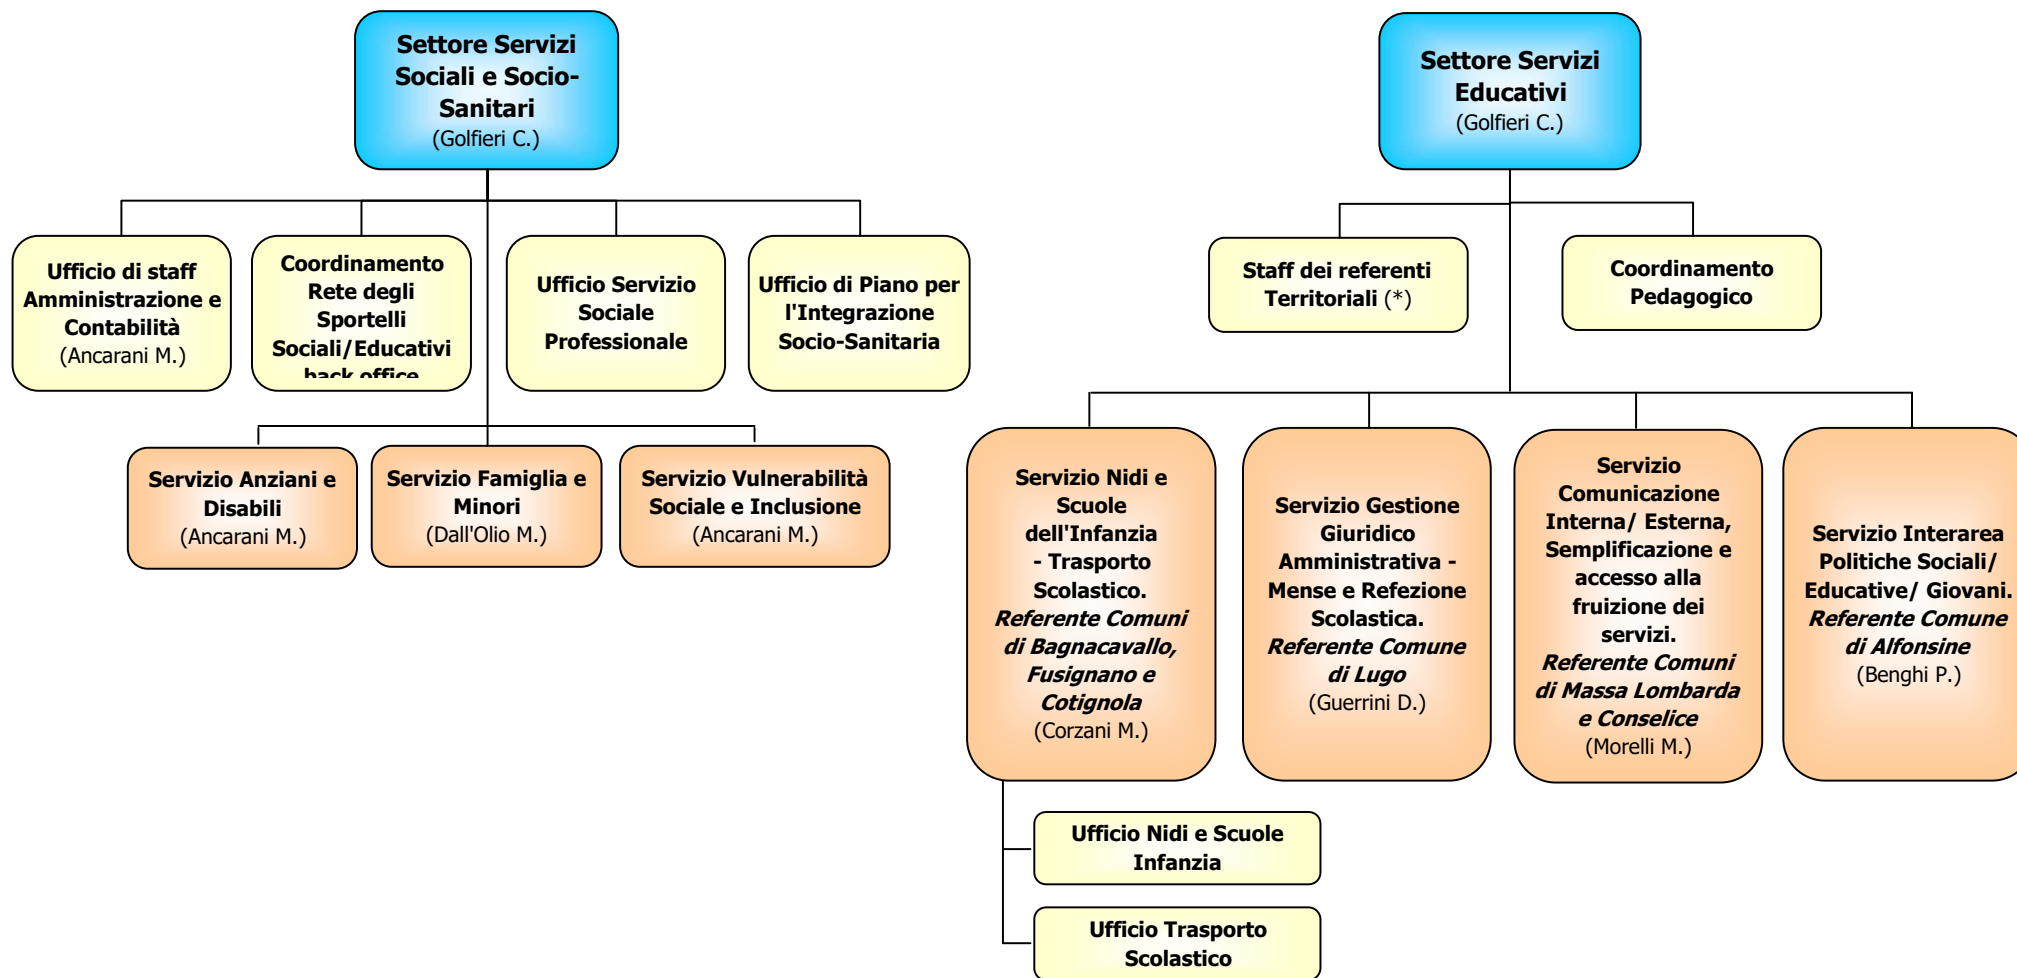 Settore Servizi
Sociali e Socio-
Sanitari
(Golfieri C.)
Ufficio di staff
Amministrazione e
Contabilità
(Ancarani M.)
Coordinamento
Rete degli
Sportelli
Sociali/Educativi
back office
Ufficio Servizio
Sociale
Professionale
Ufficio di Piano per
l'Integrazione
Socio-Sanitaria
Servizio Anziani e
Disabili
(Ancarani M.)
Servizio Famiglia e
Minori
(Dall'Olio M.)
Servizio Vulnerabilità
Sociale e Inclusione
(Ancarani M.)
Settore Servizi
Educativi
(Golfieri C.)
Staff dei referenti
Territoriali (*)
Coordinamento
Pedagogico
Servizio Nidi e
Scuole
dell'Infanzia
- Trasporto
Scolastico.
Referente Comuni
di Bagnacavallo,
Fusignano e
Cotignola
(Corzani M.)
Servizio Gestione
Giuridico
Amministrativa -
Mense e Refezione
Scolastica.
Referente Comune
di Lugo
(Guerrini D.)
Servizio
Comunicazione
Interna/ Esterna,
Semplificazione e
accesso alla
fruizione dei
servizi.
Referente Comuni
di Massa Lombarda
e Conselice
(Morelli M.)
Servizio Interarea
Politiche Sociali/
Educative/ Giovani.
Referente Comune
di Alfonsine
(Benghi P.)
Ufficio Nidi e Scuole
Infanzia
Ufficio Trasporto
Scolastico